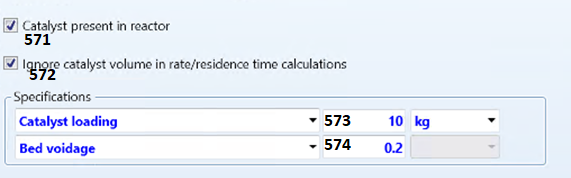 Catalyst present in reactor
571
Ignore catalyst volume in rate/residence time calculations
572
Specifications
Catalyst loading 573 10 kg
Bed voidage 574 0.2